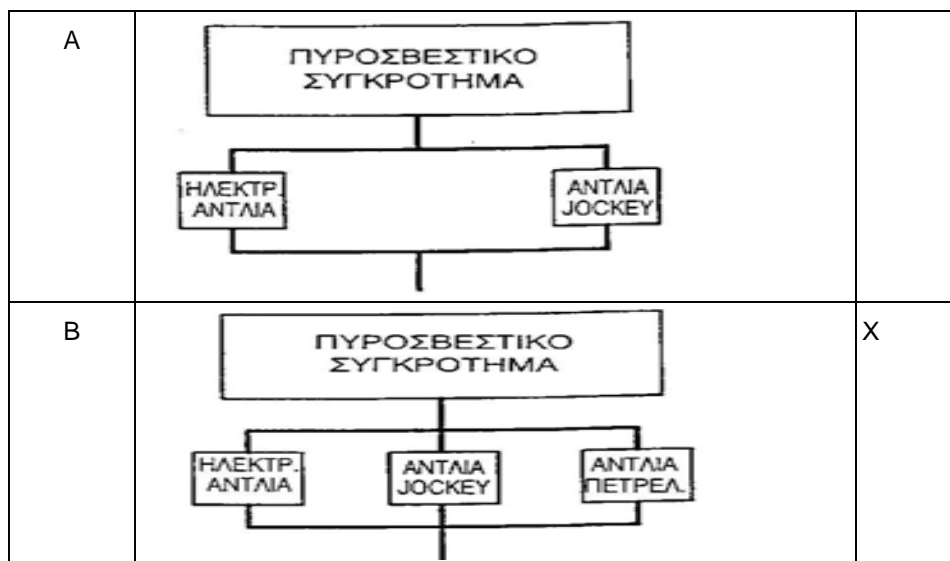 A
ΠΥΡΟΣΒΕΣΤΙΚΟ
ΣΥΓΚΡΟΤΗΜΑ
ΗΛΕΚΤΡ.
ΑΝΤΛΙΑ
ΑΝΤΛΙΑ
JOCKEY
B
ΠΥΡΟΣΒΕΣΤΙΚΟ
ΣΥΓΚΡΟΤΗΜΑ
ΗΛΕΚΤΡ.
ΑΝΤΛΙΑ
ΑΝΤΛΙΑ
JOCKEY
ΑΝΤΛΙΑ
ΠΕΤΡΕΛ.
X